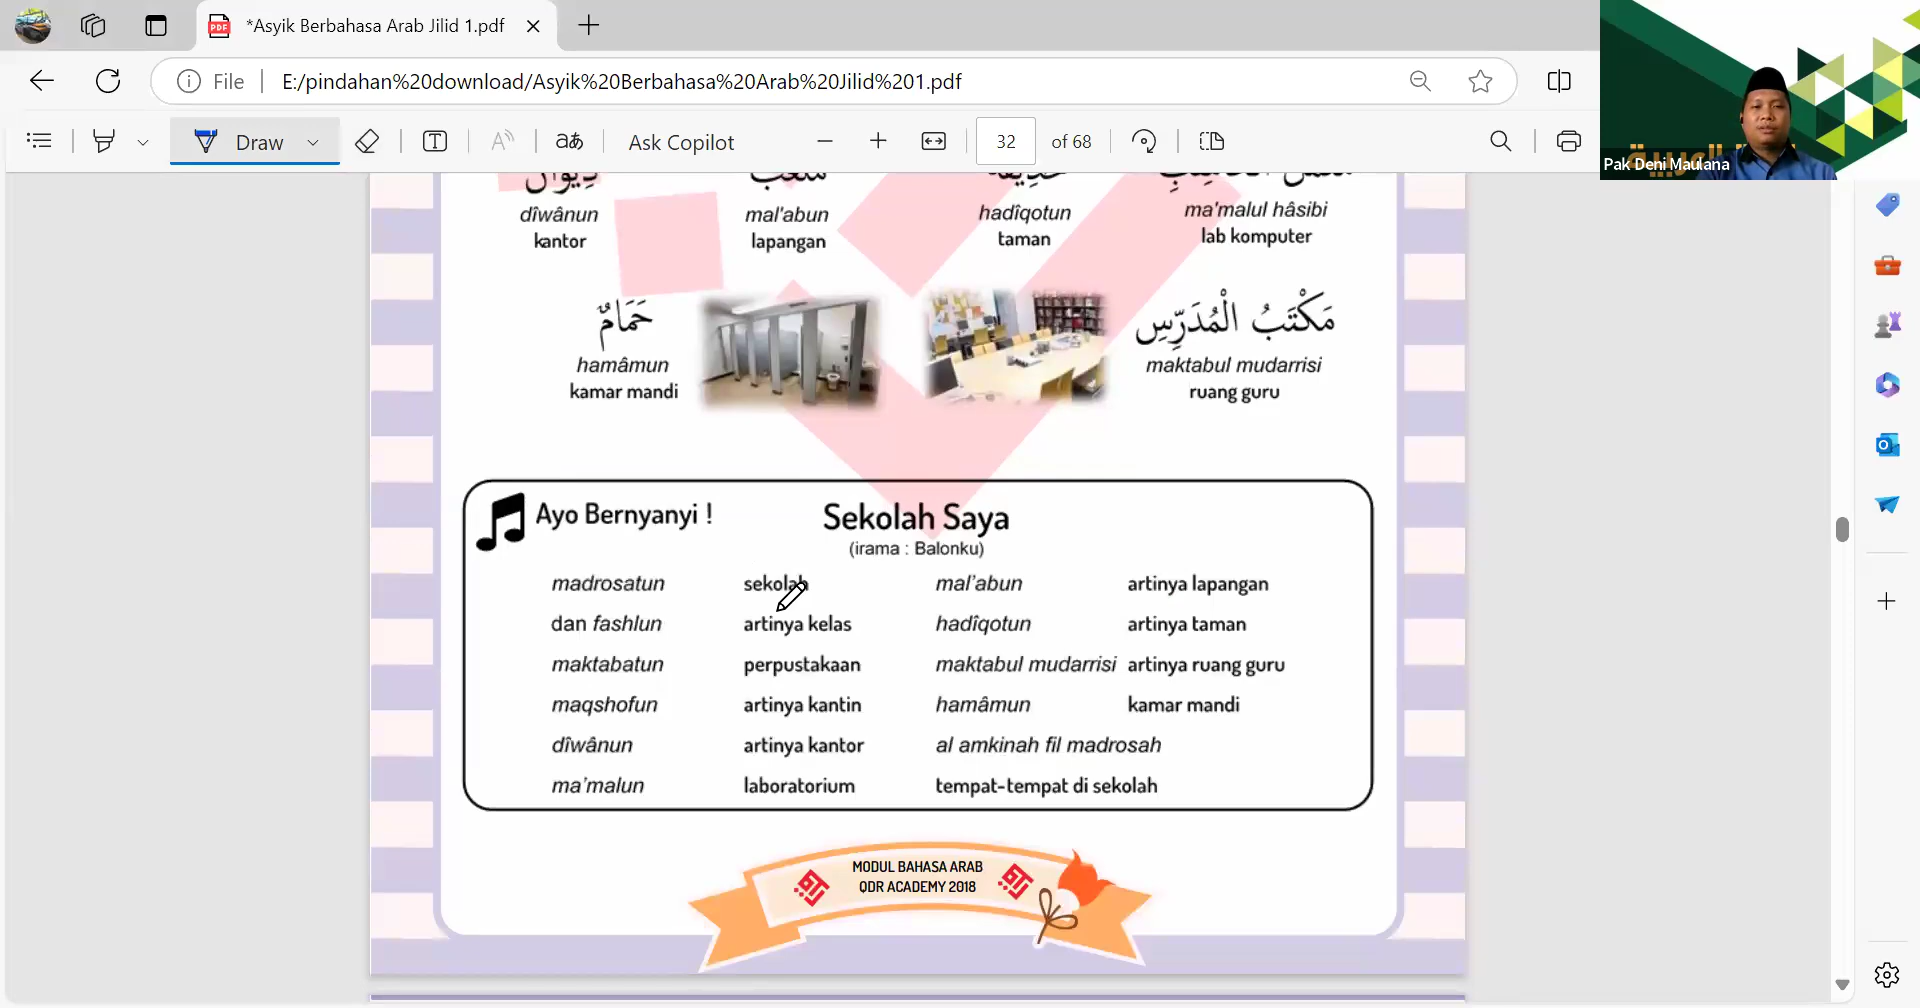 *Asyik Berbahasa Arab Jilid 1.pdf
File
E:/pindahan%20download/Asyik%20Berbahasa%20Arab%20Jilid%201.pdf
Draw
Ask Copilot
32 of 68
Pak Deni Maulana
dîwânun
kantor
mal'abun
lapangan
hadîqotun
taman
ma'malul hâsibi
lab komputer
حَمَامٌ
hamâmun
kamar mandi
مَكْتَبُ الْمُدَرِّسِ
maktabul mudarrisi
ruang guru
Ayo Bernyanyi !
Sekolah Saya
(irama : Balonku)
madrosatun sekolah
dan fashlun artinya kelas
maktabatun perpustakaan
maqshofun artinya kantin
dîwânun artinya kantor
ma'malun laboratorium
mal'abun artinya lapangan
hadîqotun artinya taman
maktabul mudarrisi artinya ruang guru
hamâmun kamar mandi
al amkinah fil madrosah
tempat-tempat di sekolah
MODUL BAHASA ARAB
QDR ACADEMY 2018